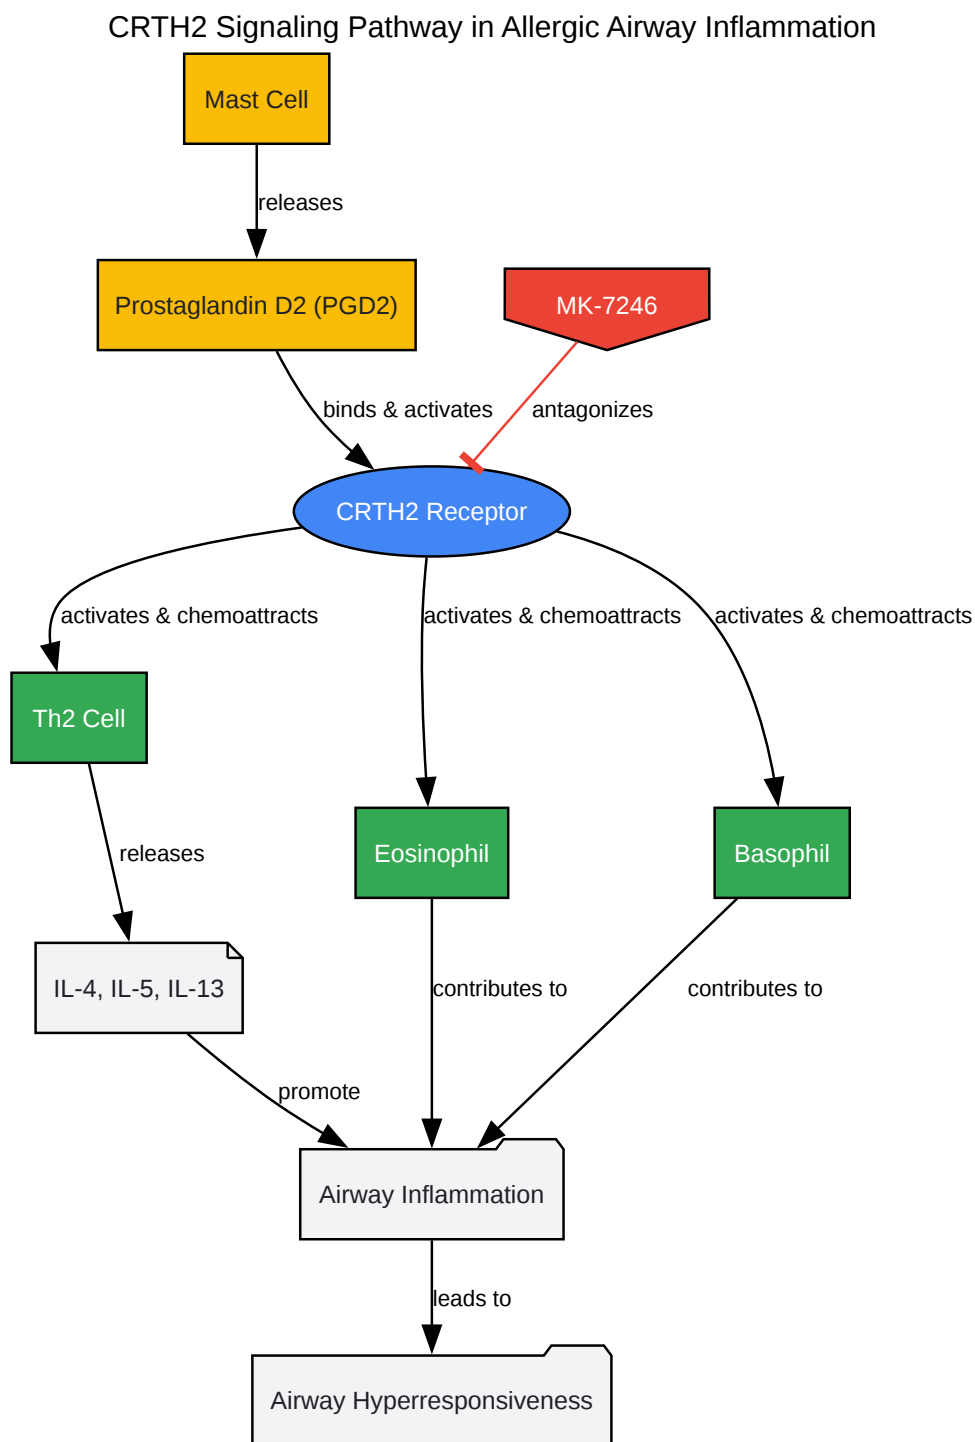 CRTH2 Signaling Pathway in Allergic Airway Inflammation
Mast Cell
releases
Prostaglandin D2 (PGD2)
MK-7246
binds & activates
antagonizes
CRTH2 Receptor
activates & chemoattracts
activates & chemoattracts
activates & chemoattracts
Th2 Cell
Eosinophil
Basophil
releases
IL-4, IL-5, IL-13
contributes to
contributes to
promote
Airway Inflammation
leads to
Airway Hyperresponsiveness